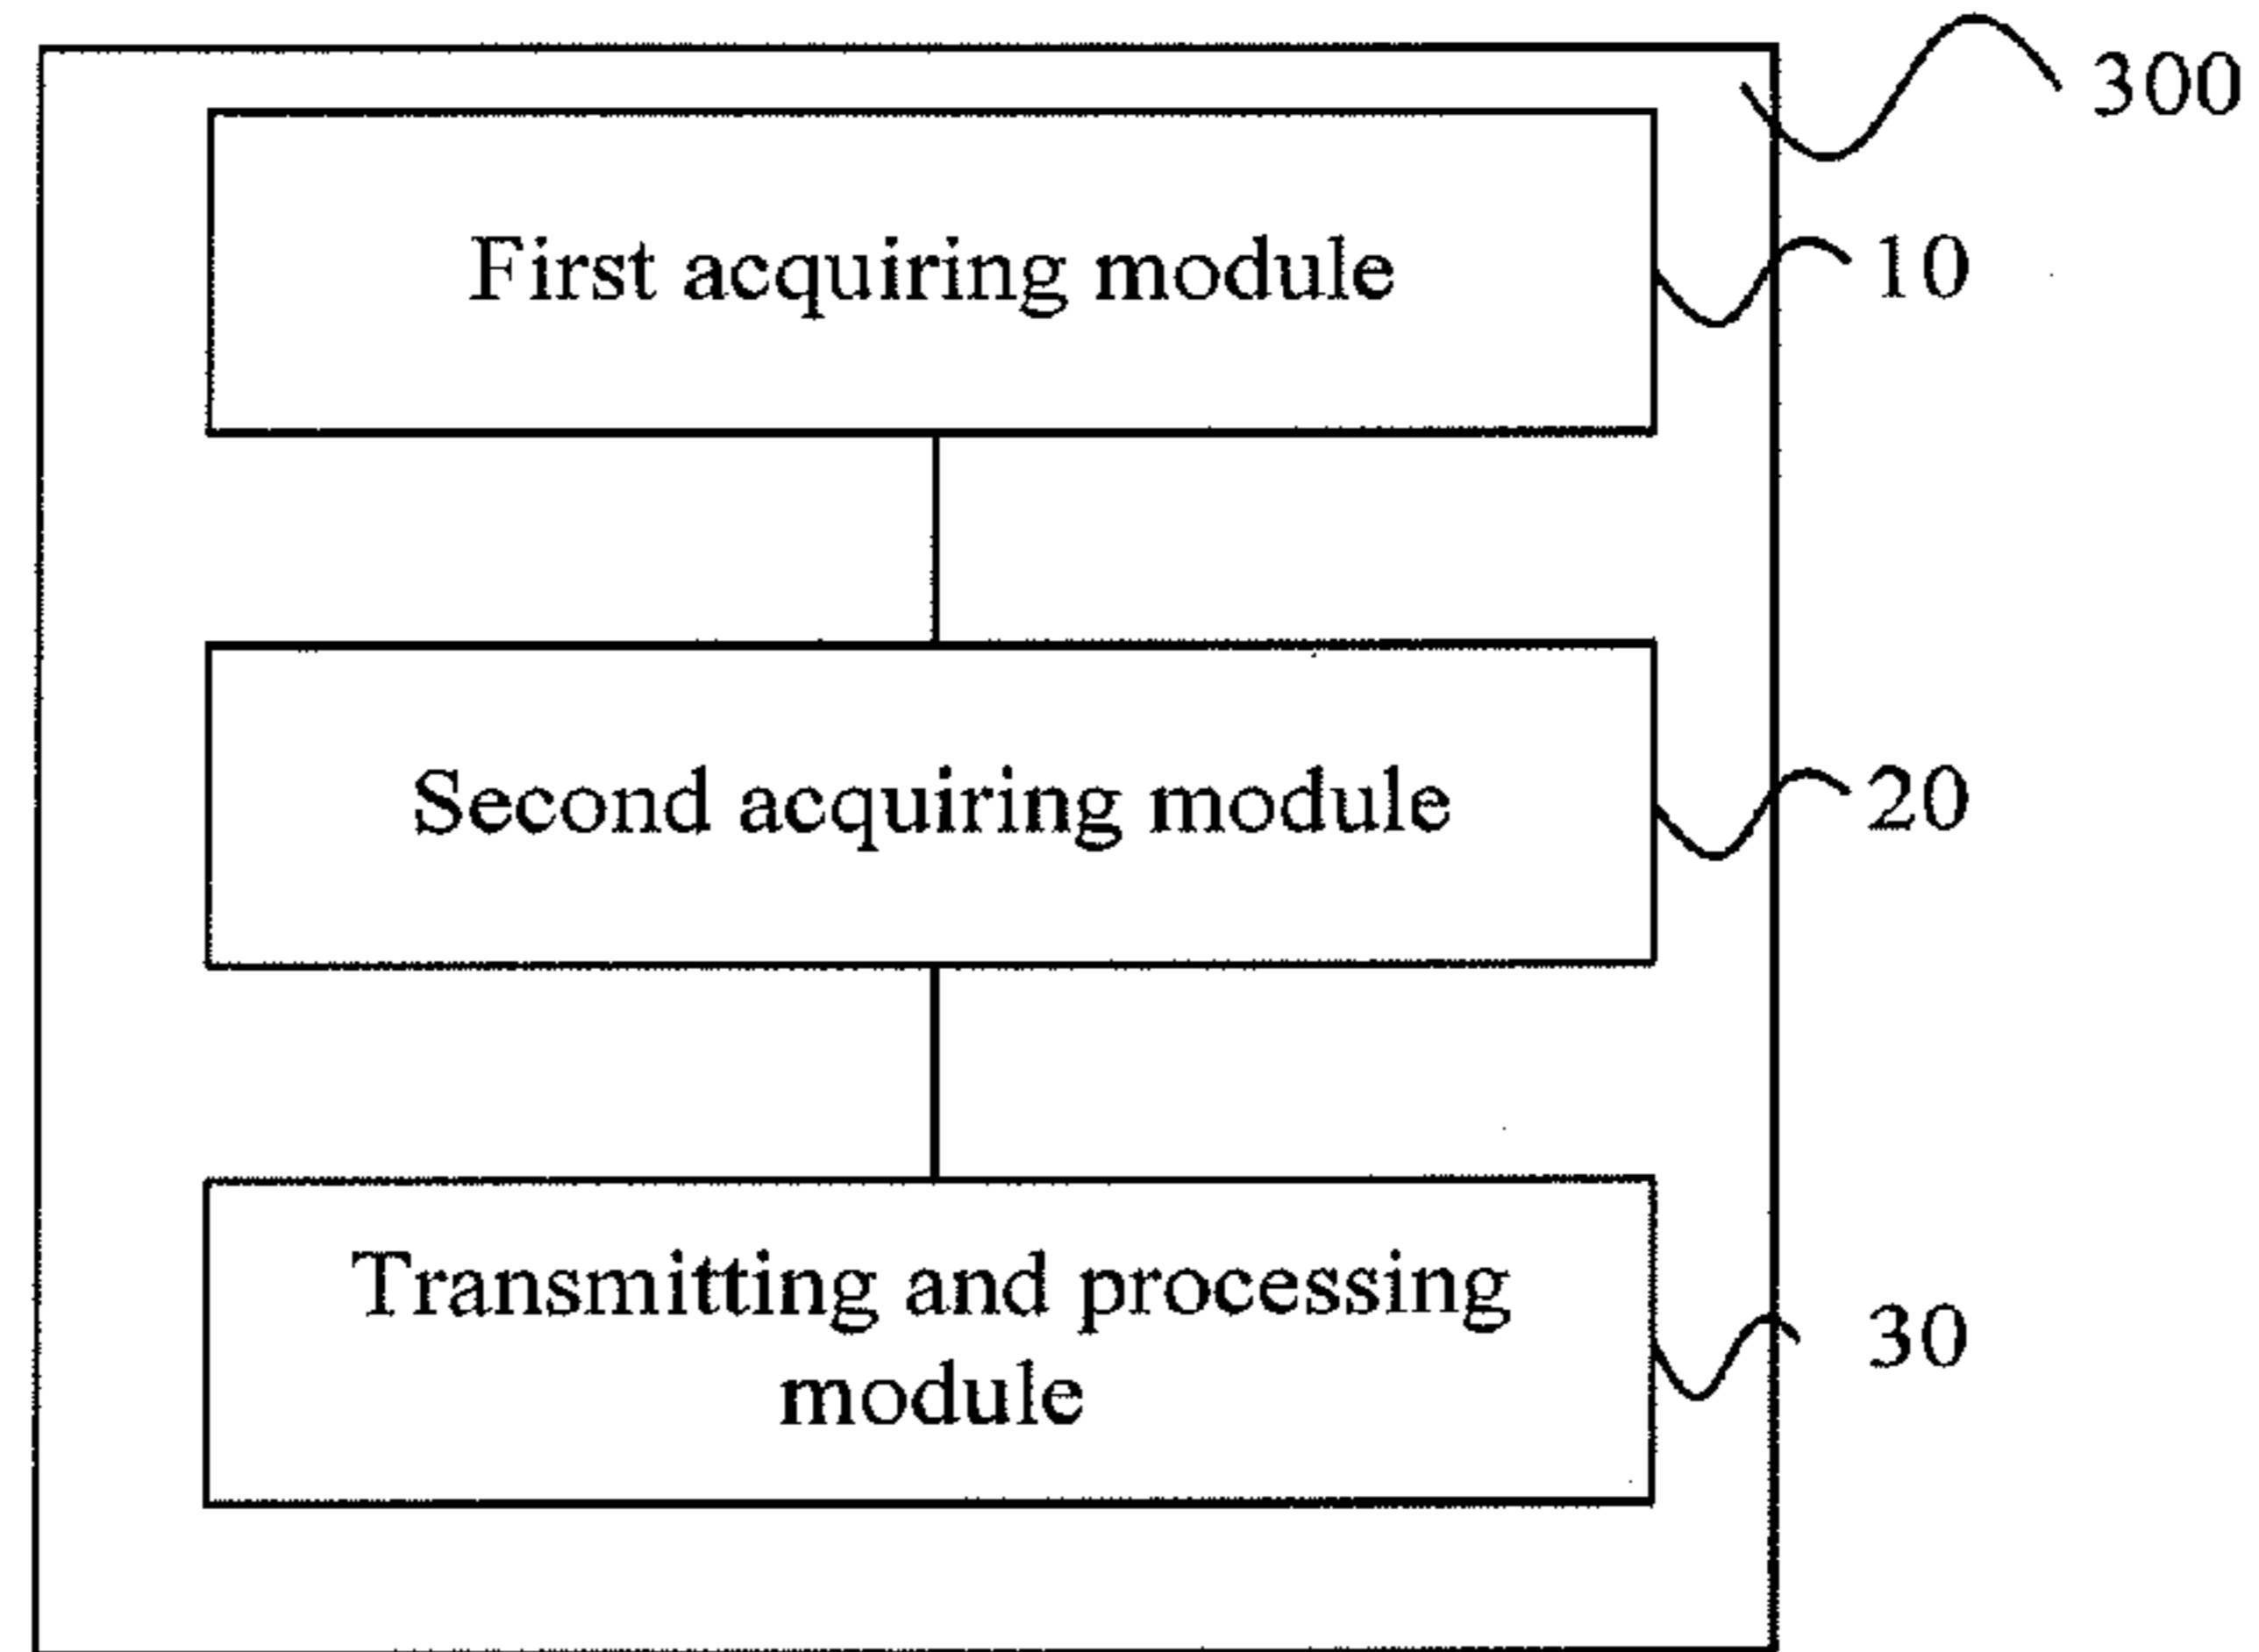 300
First acquiring module
10
Second acquiring module
20
Transmitting and processing
module
30